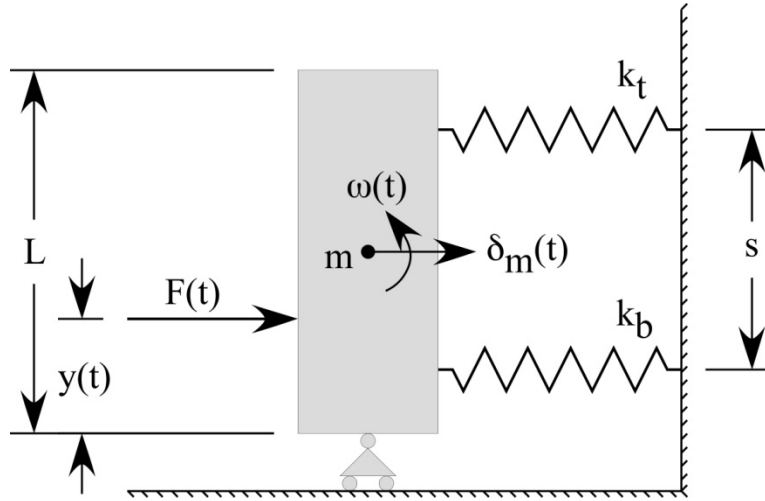 k_t
ω(t)
L
m
δ_m(t)
s
F(t)
k_b
y(t)